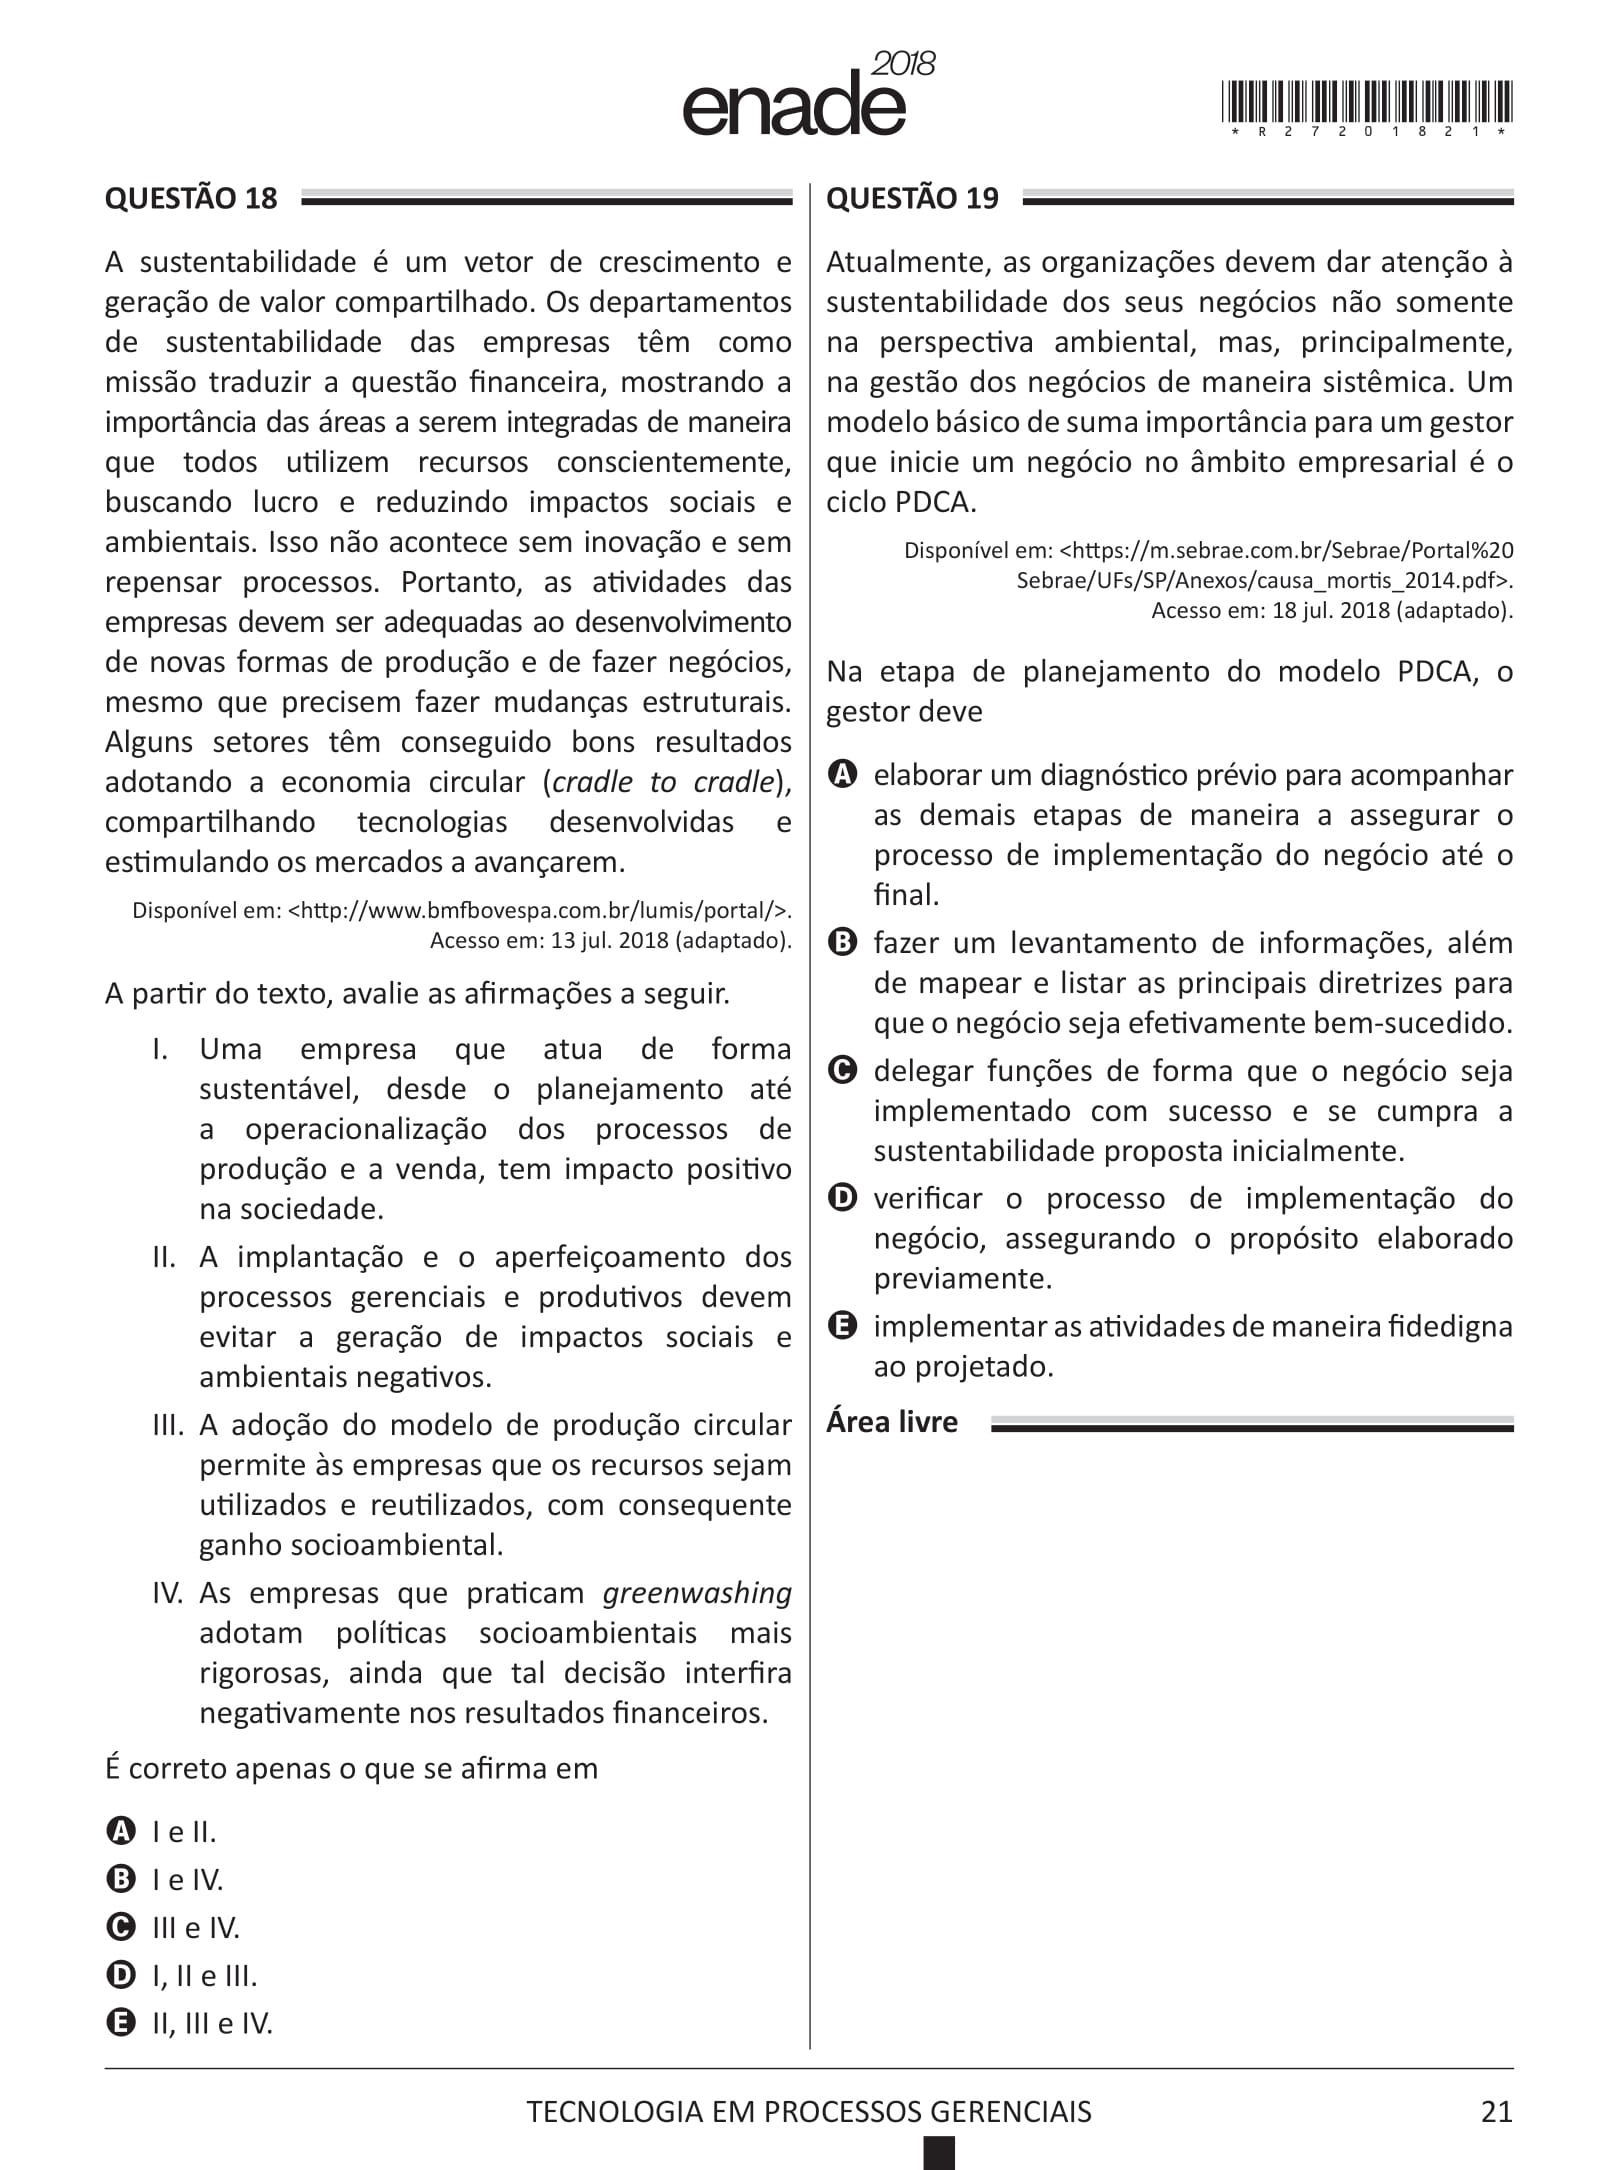 enade 2018
*R27201821*
QUESTÃO 18
A sustentabilidade é um vetor de crescimento e
geração de valor compartilhado. Os departamentos
de sustentabilidade das empresas têm como
missão traduzir a questão financeira, mostrando a
importância das áreas a serem integradas de maneira
que todos utilizem recursos conscientemente,
buscando lucro e reduzindo impactos sociais e
ambientais. Isso não acontece sem inovação e sem
repensar processos. Portanto, as atividades das
empresas devem ser adequadas ao desenvolvimento
de novas formas de produção e de fazer negócios,
mesmo que precisem fazer mudanças estruturais.
Alguns setores têm conseguido bons resultados
adotando a economia circular (cradle to cradle),
compartilhando tecnologias desenvolvidas e
estimulando os mercados a avançarem.
Disponível em: <http://www.bmfbovespa.com.br/lumis/portal/>.
Acesso em: 13 jul. 2018 (adaptado).
A partir do texto, avalie as afirmações a seguir.
I. Uma empresa que atua de forma
sustentável, desde o planejamento até
a operacionalização dos processos de
produção e a venda, tem impacto positivo
na sociedade.
II. A implantação e o aperfeiçoamento dos
processos gerenciais e produtivos devem
evitar a geração de impactos sociais e
ambientais negativos.
III. A adoção do modelo de produção circular
permite às empresas que os recursos sejam
utilizados e reutilizados, com consequente
ganho socioambiental.
IV. As empresas que praticam greenwashing
adotam políticas socioambientais mais
rigorosas, ainda que tal decisão interfira
negativamente nos resultados financeiros.
É correto apenas o que se afirma em
A I e II.
B I e IV.
C III e IV.
D I, II e III.
E II, III e IV.
QUESTÃO 19
Atualmente, as organizações devem dar atenção à
sustentabilidade dos seus negócios não somente
na perspectiva ambiental, mas, principalmente,
na gestão dos negócios de maneira sistêmica. Um
modelo básico de suma importância para um gestor
que inicie um negócio no âmbito empresarial é o
ciclo PDCA.
Disponível em: <https://m.sebrae.com.br/Sebrae/Portal%20
Sebrae/UFs/SP/Anexos/causa_mortis_2014.pdf>.
Acesso em: 18 jul. 2018 (adaptado).
Na etapa de planejamento do modelo PDCA, o
gestor deve
A elaborar um diagnóstico prévio para acompanhar
as demais etapas de maneira a assegurar o
processo de implementação do negócio até o
final.
B fazer um levantamento de informações, além
de mapear e listar as principais diretrizes para
que o negócio seja efetivamente bem-sucedido.
C delegar funções de forma que o negócio seja
implementado com sucesso e se cumpra a
sustentabilidade proposta inicialmente.
D verificar o processo de implementação do
negócio, assegurando o propósito elaborado
previamente.
E implementar as atividades de maneira fidedigna
ao projetado.
Área livre
TECNOLOGIA EM PROCESSOS GERENCIAIS
21